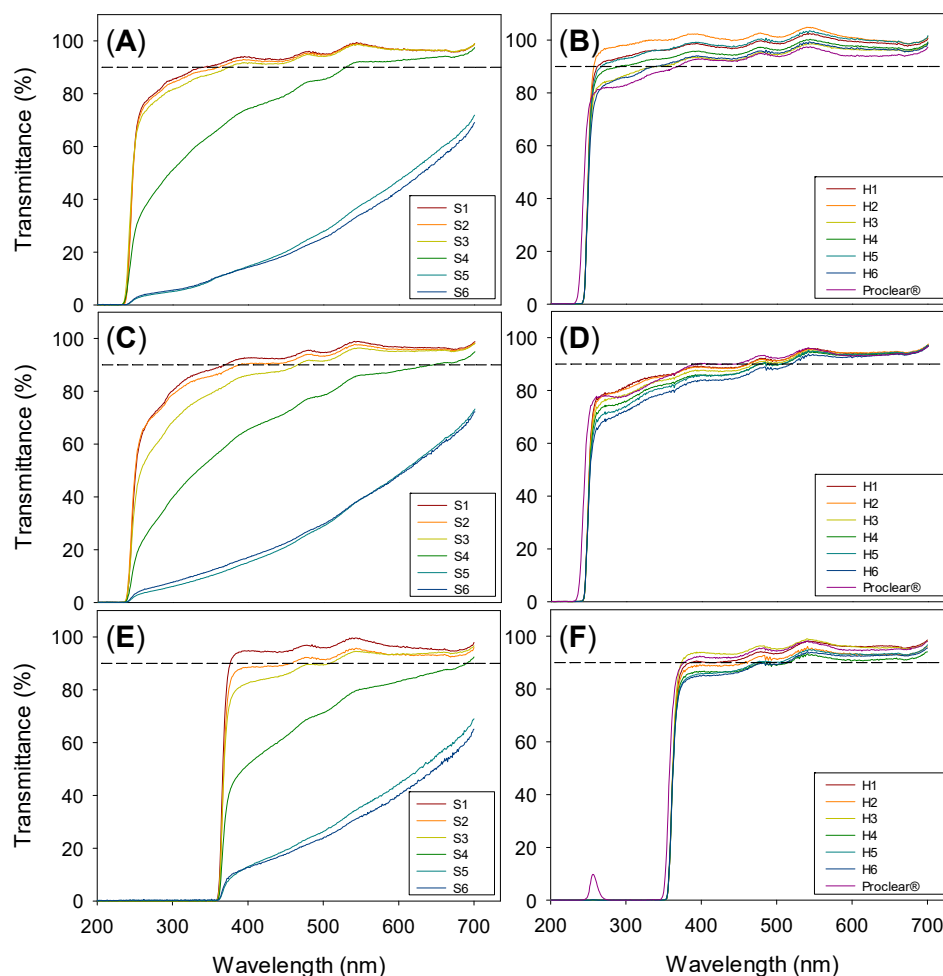 (A)
Transmittance (%)
100
80
60
40
20
0
S1
S2
S3
S4
S5
S6
(B)
100
80
60
40
20
0
H1
H2
H3
H4
H5
H6
Proclear®
(C)
Transmittance (%)
100
80
60
40
20
0
S1
S2
S3
S4
S5
S6
(D)
100
80
60
40
20
0
H1
H2
H3
H4
H5
H6
Proclear®
(E)
Transmittance (%)
100
80
60
40
20
0
S1
S2
S3
S4
S5
S6
200 300 400 500 600 700
Wavelength (nm)
(F)
100
80
60
40
20
0
H1
H2
H3
H4
H5
H6
Proclear®
200 300 400 500 600 700
Wavelength (nm)